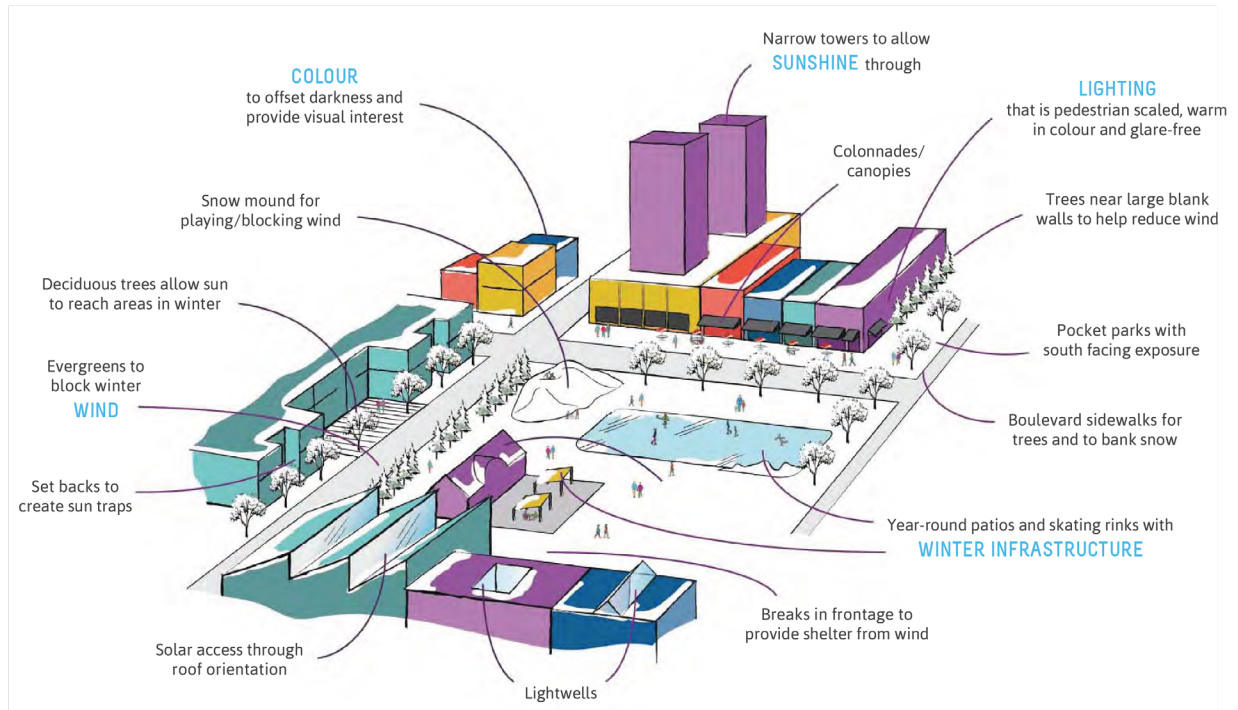 Narrow towers to allow
SUNSHINE through
COLOUR
to offset darkness and
provide visual interest
LIGHTING
that is pedestrian scaled, warm
in colour and glare-free
Colonnades/
canopies
Snow mound for
playing/blocking wind
Trees near large blank
walls to help reduce wind
Deciduous trees allow sun
to reach areas in winter
Pocket parks with
south facing exposure
Evergreens to
block winter
WIND
Boulevard sidewalks for
trees and to bank snow
Set backs to
create sun traps
Year-round patios and skating rinks with
WINTER INFRASTRUCTURE
Breaks in frontage to
provide shelter from wind
Solar access through
roof orientation
Lightwells